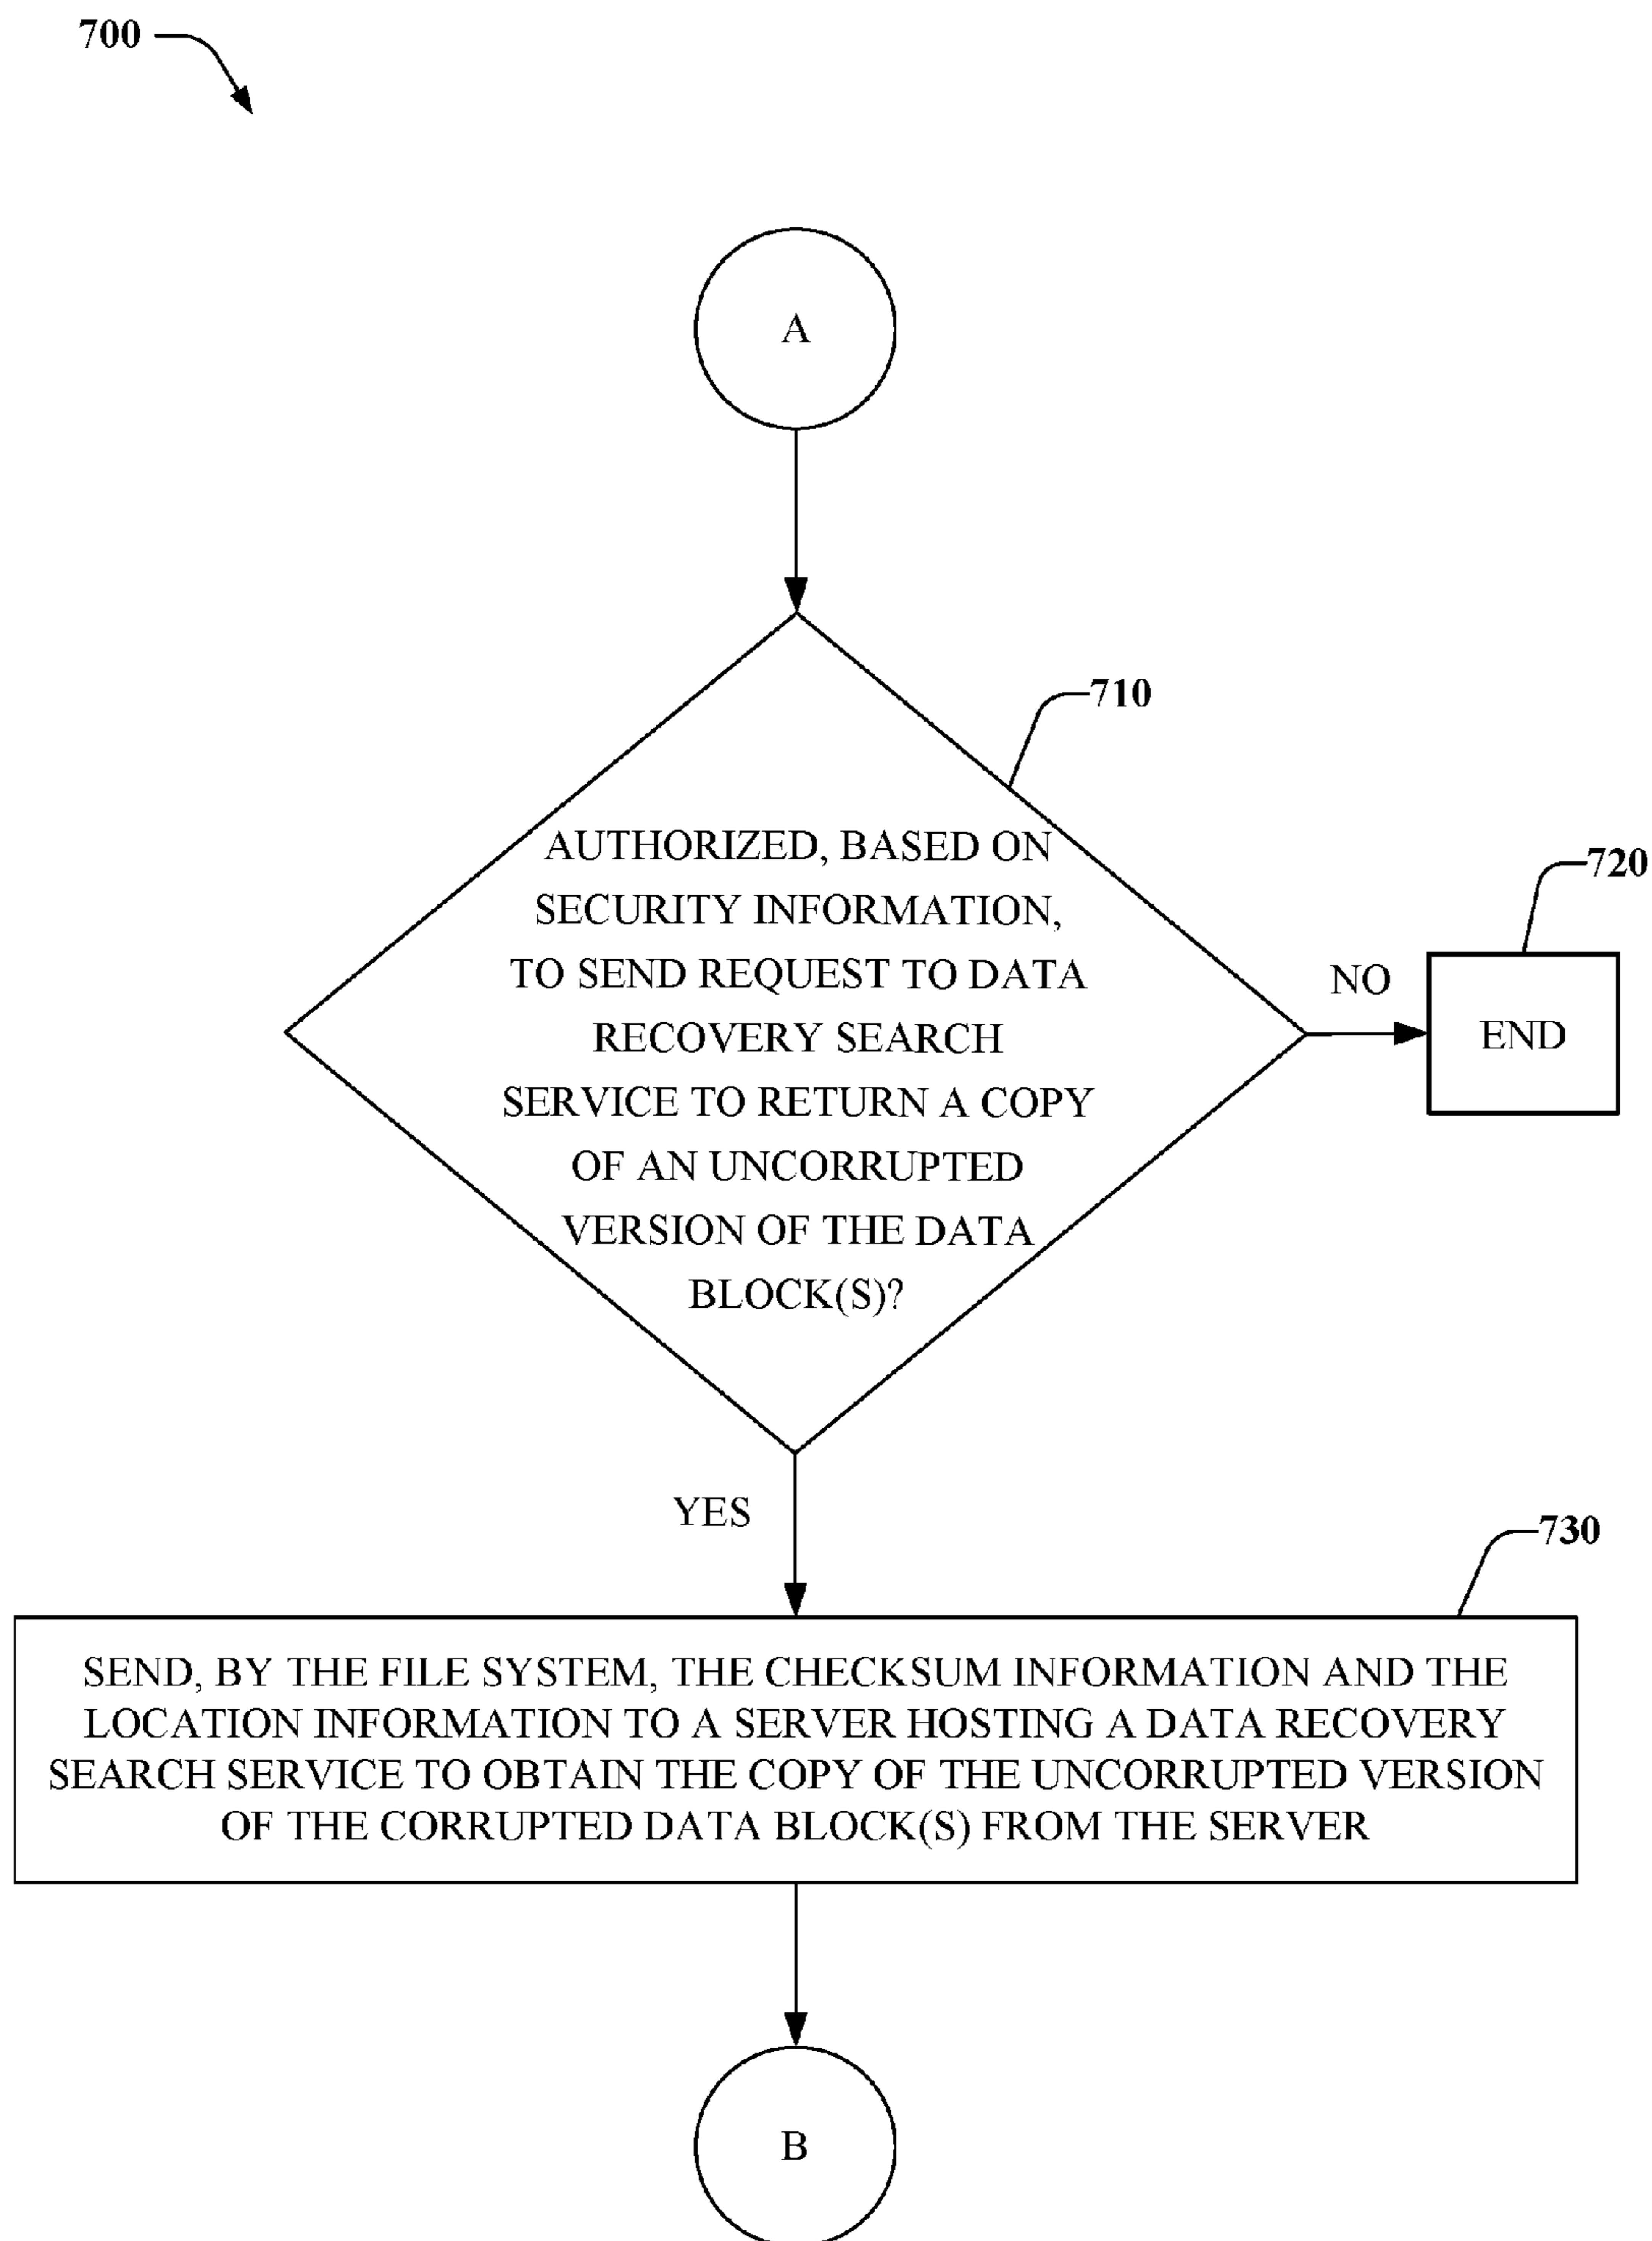 700
A
710
AUTHORIZED, BASED ON
SECURITY INFORMATION,
TO SEND REQUEST TO DATA
RECOVERY SEARCH
SERVICE TO RETURN A COPY
OF AN UNCORRUPTED
VERSION OF THE DATA
BLOCK(S)?
720
NO
END
YES
730
SEND, BY THE FILE SYSTEM, THE CHECKSUM INFORMATION AND THE
LOCATION INFORMATION TO A SERVER HOSTING A DATA RECOVERY
SEARCH SERVICE TO OBTAIN THE COPY OF THE UNCORRUPTED VERSION
OF THE CORRUPTED DATA BLOCK(S) FROM THE SERVER
B